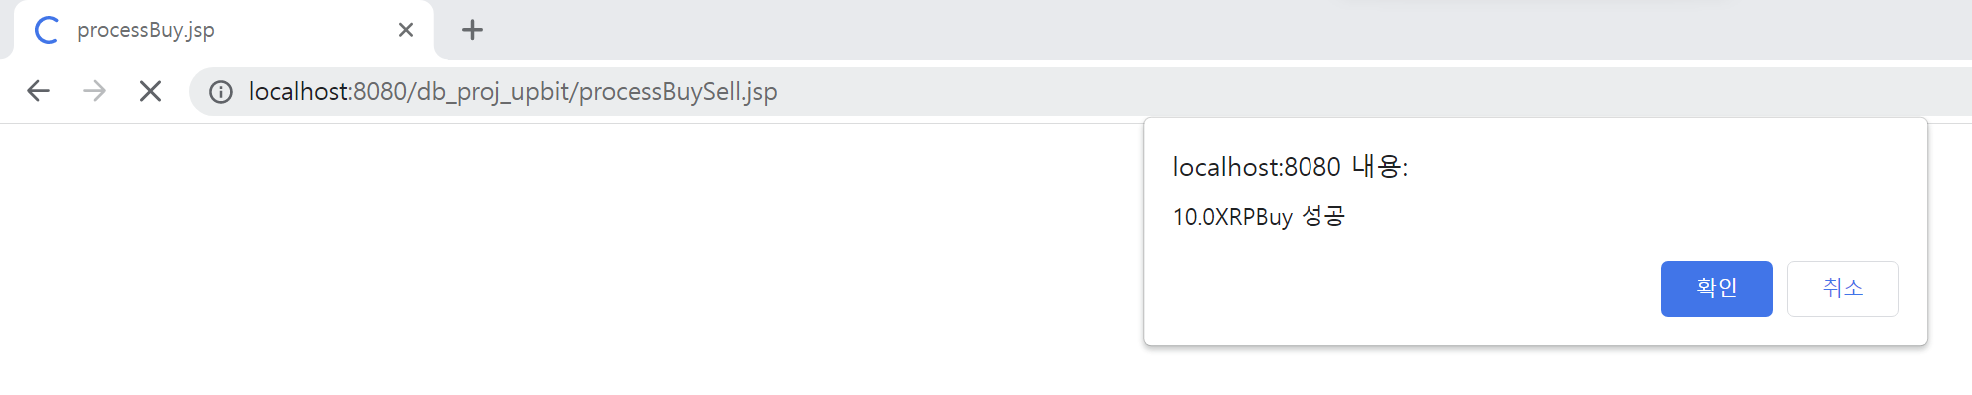 processBuy.jsp
localhost:8080/db_proj_upbit/processBuySell.jsp
localhost:8080 내용:
10.0XRPBuy 성공
확인 취소